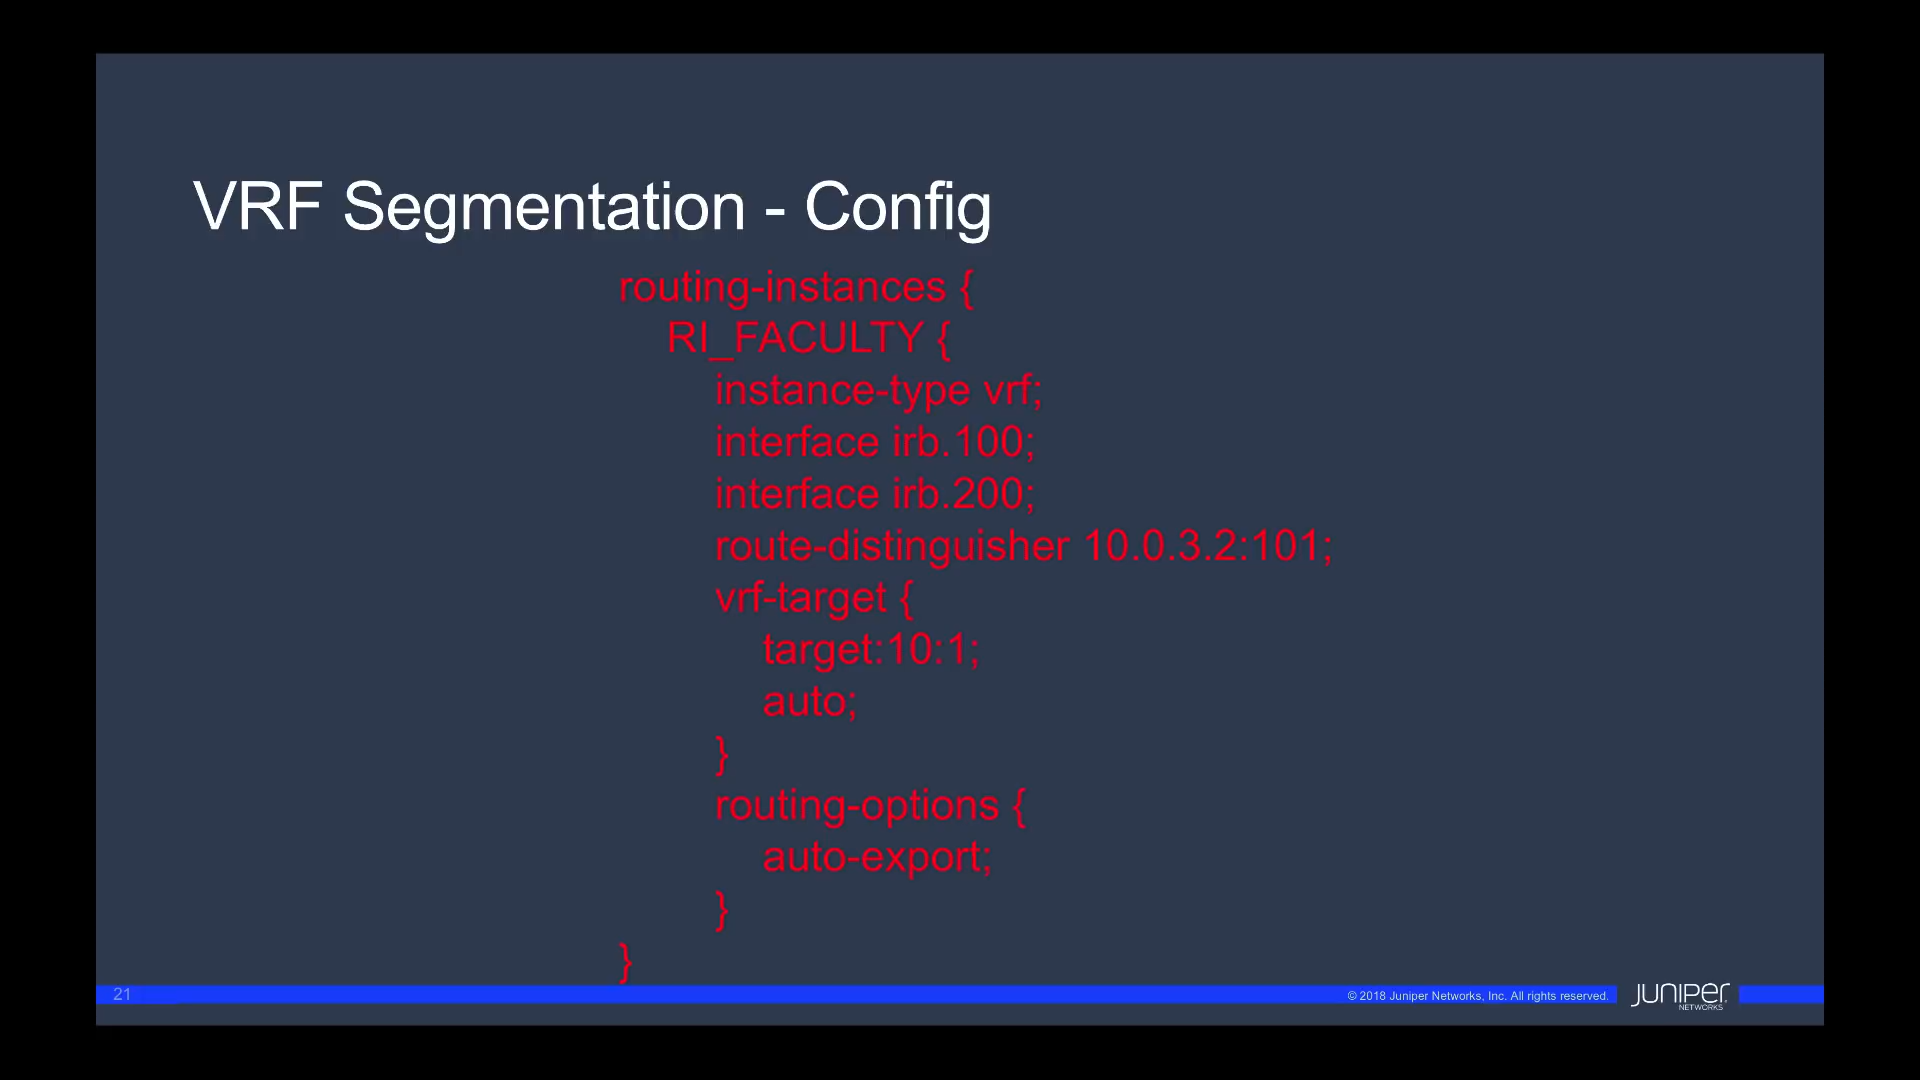 VRF Segmentation - Config
routing-instances {
RI_FACULTY {
instance-type vrf;
interface irb.100;
interface irb.200;
route-distinguisher 10.0.3.2:101;
vrf-target {
target:10:1;
auto;
}
routing-options {
auto-export;
}
}
21
© 2018 Juniper Networks, Inc. All rights reserved.
JUNIPER
NETWORKS